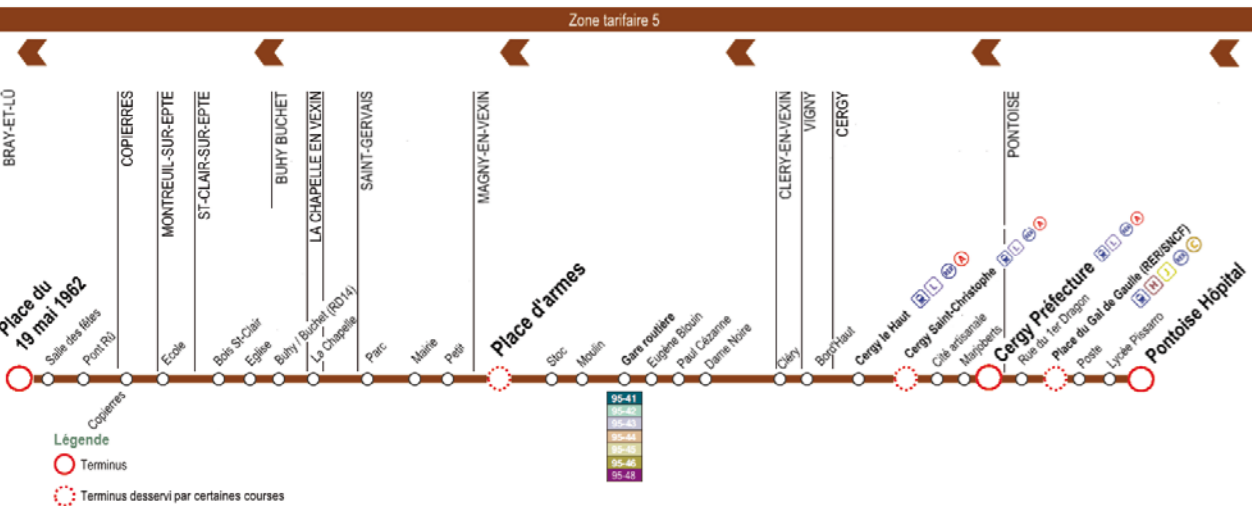 Zone tarifaire 5
BRAY-ET-LÛ
COPIERRES
MONTREUIL-SUR-EPTE
ST-CLAIR-SUR-EPTE
BUHY BUCHET
LA CHAPELLE EN VEXIN
SAINT-GERVAIS
MAGNY-EN-VEXIN
CLERY-EN-VEXIN
VIGNY
CERGY
PONTOISE
Place du
19 mai 1962
Salle des fêtes
Pont Rû
Copierres
Ecole
Bois St-Clair
Eglise
Buhy / Buchet (RD14)
La Chapelle
Parc
Mairie
Petit
Place d'armes
Stoc
Moulin
Gare routière
Eugène Blouin
Paul Cézanne
Dame Noire
Cléry
Bord'Haut
Cergy le Haut L RER A
Cergy Saint-Christophe L RER A
Cité artisanale
Marjoberts
Cergy Préfecture L RER A
Rue du 1er Dragon
Place du Gal de Gaulle (RER/SNCF) H J RER C
Poste
Lycée Pissarro
Pontoise Hôpital
95-41
95-42
95-43
95-44
95-45
95-46
95-48
Légende
Terminus
Terminus desservi par certaines courses